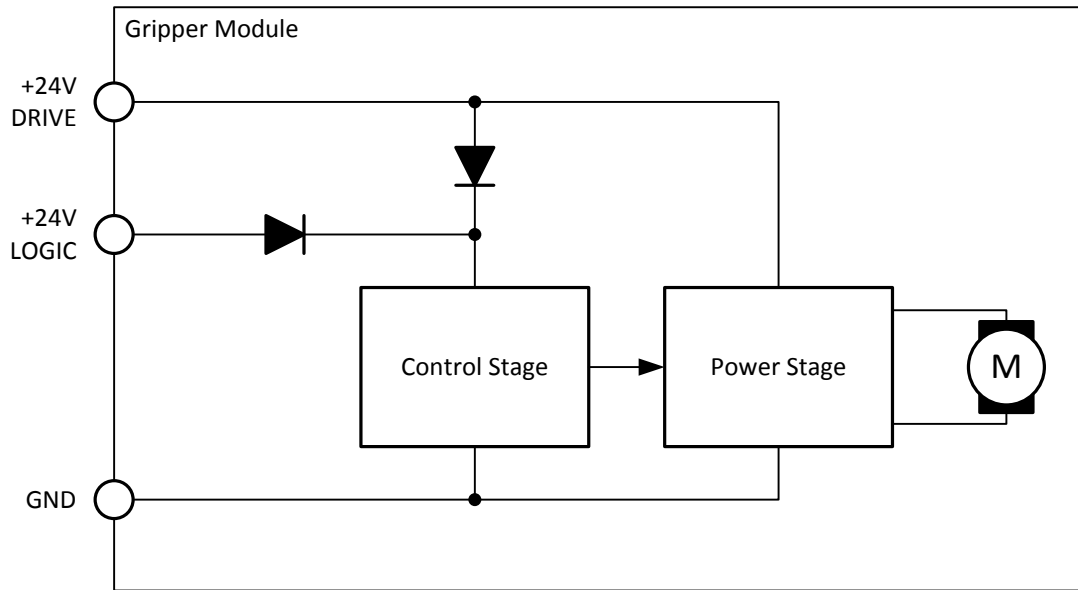 Gripper Module
+24V
DRIVE
+24V
LOGIC
Control Stage
Power Stage
M
GND